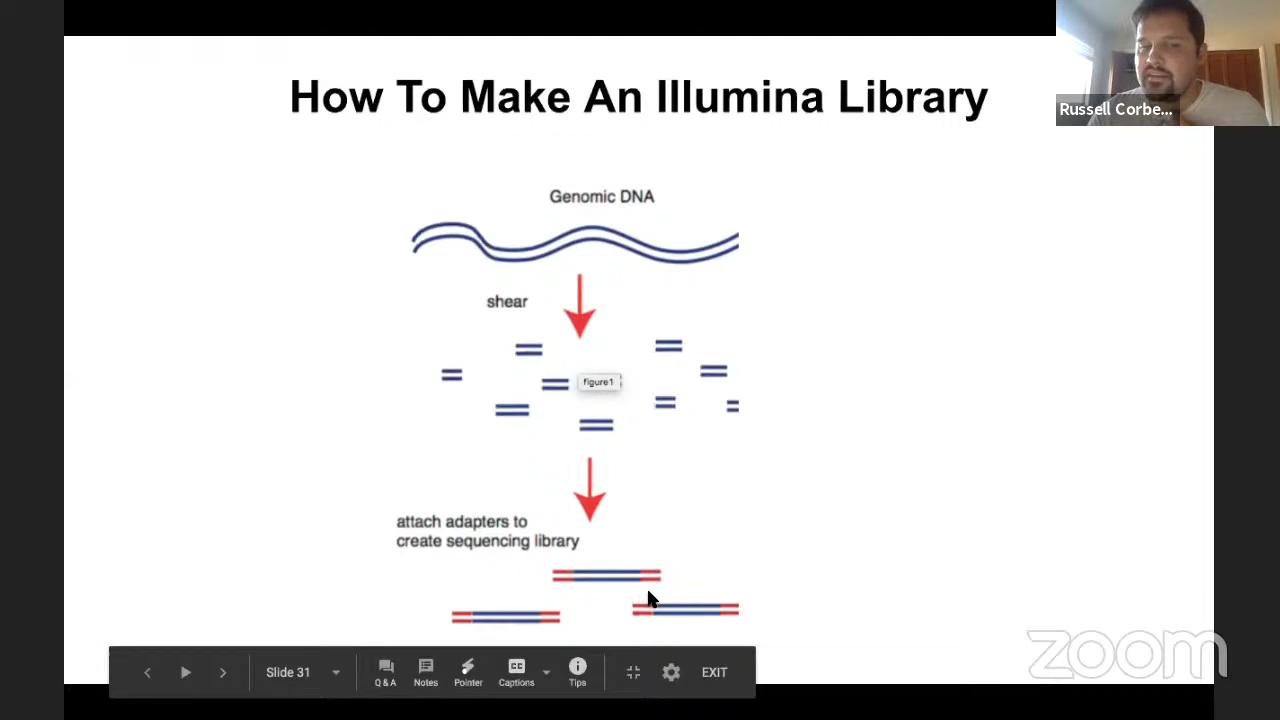 How To Make An Illumina Library
Russell Corbe...
Genomic DNA
shear
figure1
attach adapters to
create sequencing library
Slide 31
Q & A
Notes
Pointer
Captions
Tips
EXIT
CC
zoom